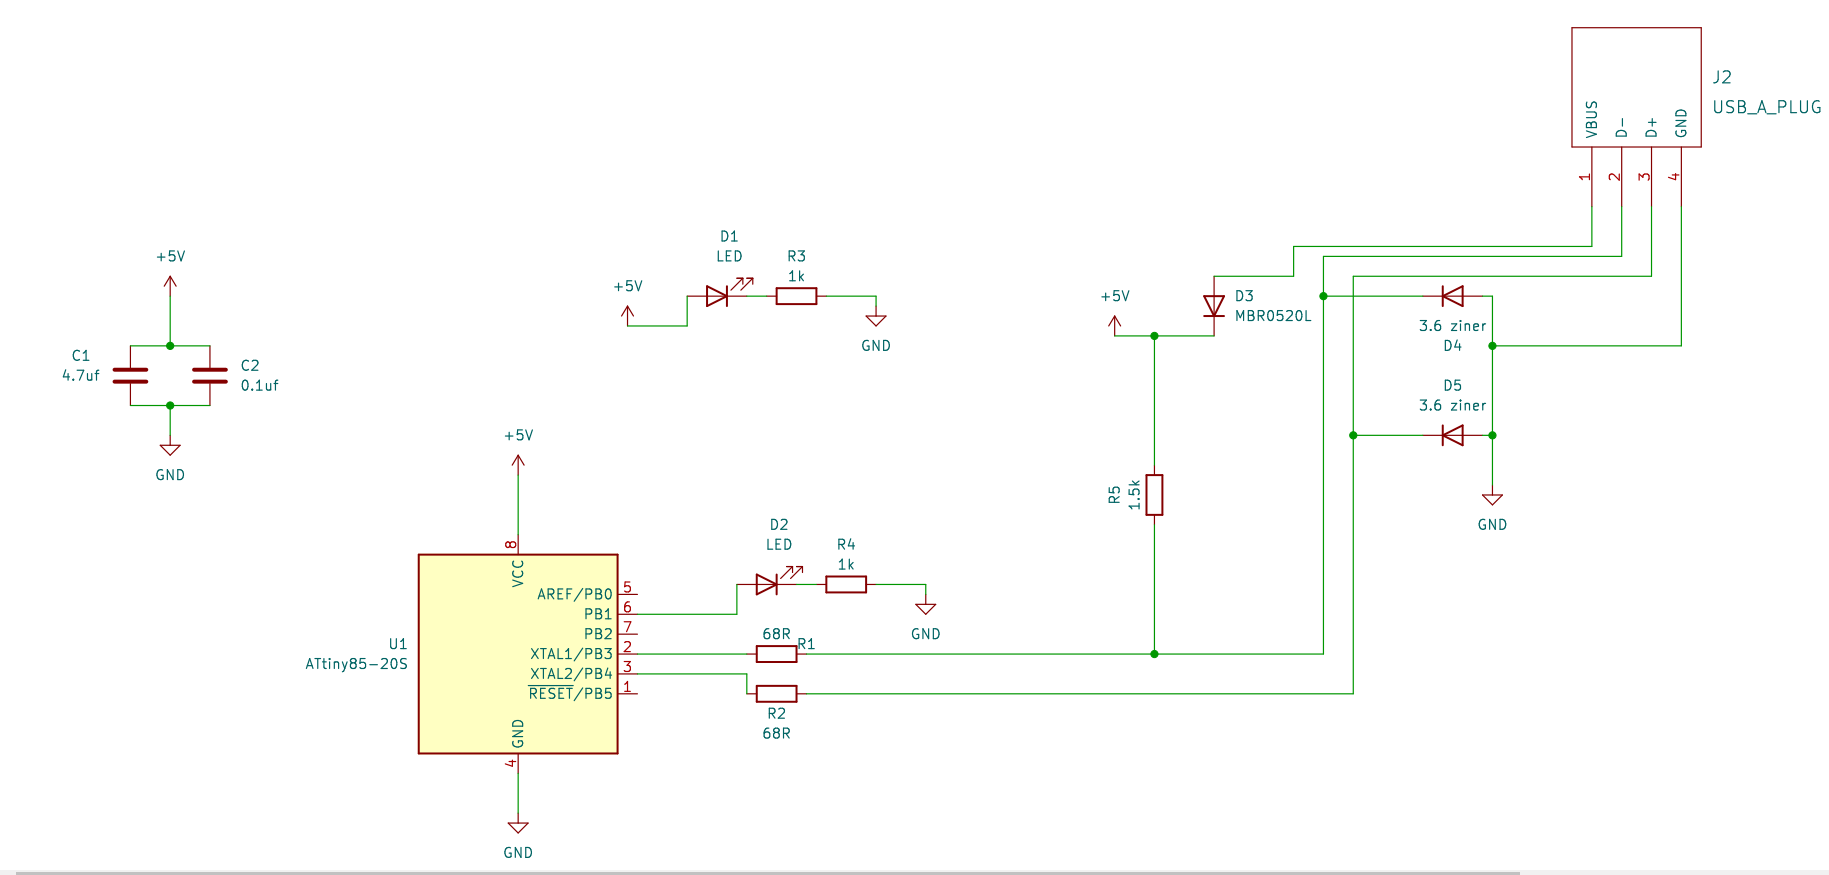 J2
USB_A_PLUG
VBUS
D-
D+
GND
1
2
3
4
+5V
C1
4.7uf
C2
0.1uf
GND
D1
LED
R3
1k
+5V
GND
+5V
D3
MBR0520L
3.6 ziner
D4
D5
3.6 ziner
GND
R5
1.5k
+5V
8
VCC
D2
LED
R4
1k
GND
AREF/PB0
5
PB1
6
PB2
7
XTAL1/PB3
2
XTAL2/PB4
3
RESET/PB5
1
U1
ATtiny85-20S
68R
R1
R2
68R
GND
4
GND